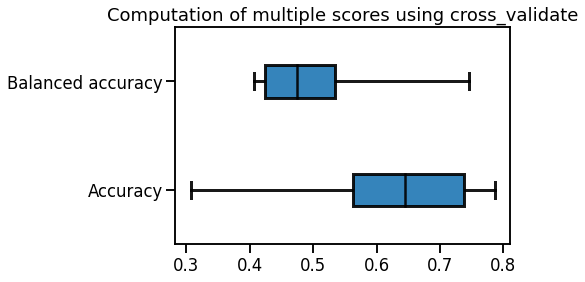 Computation of multiple scores using cross_validate
Balanced accuracy
Accuracy
0.3 0.4 0.5 0.6 0.7 0.8